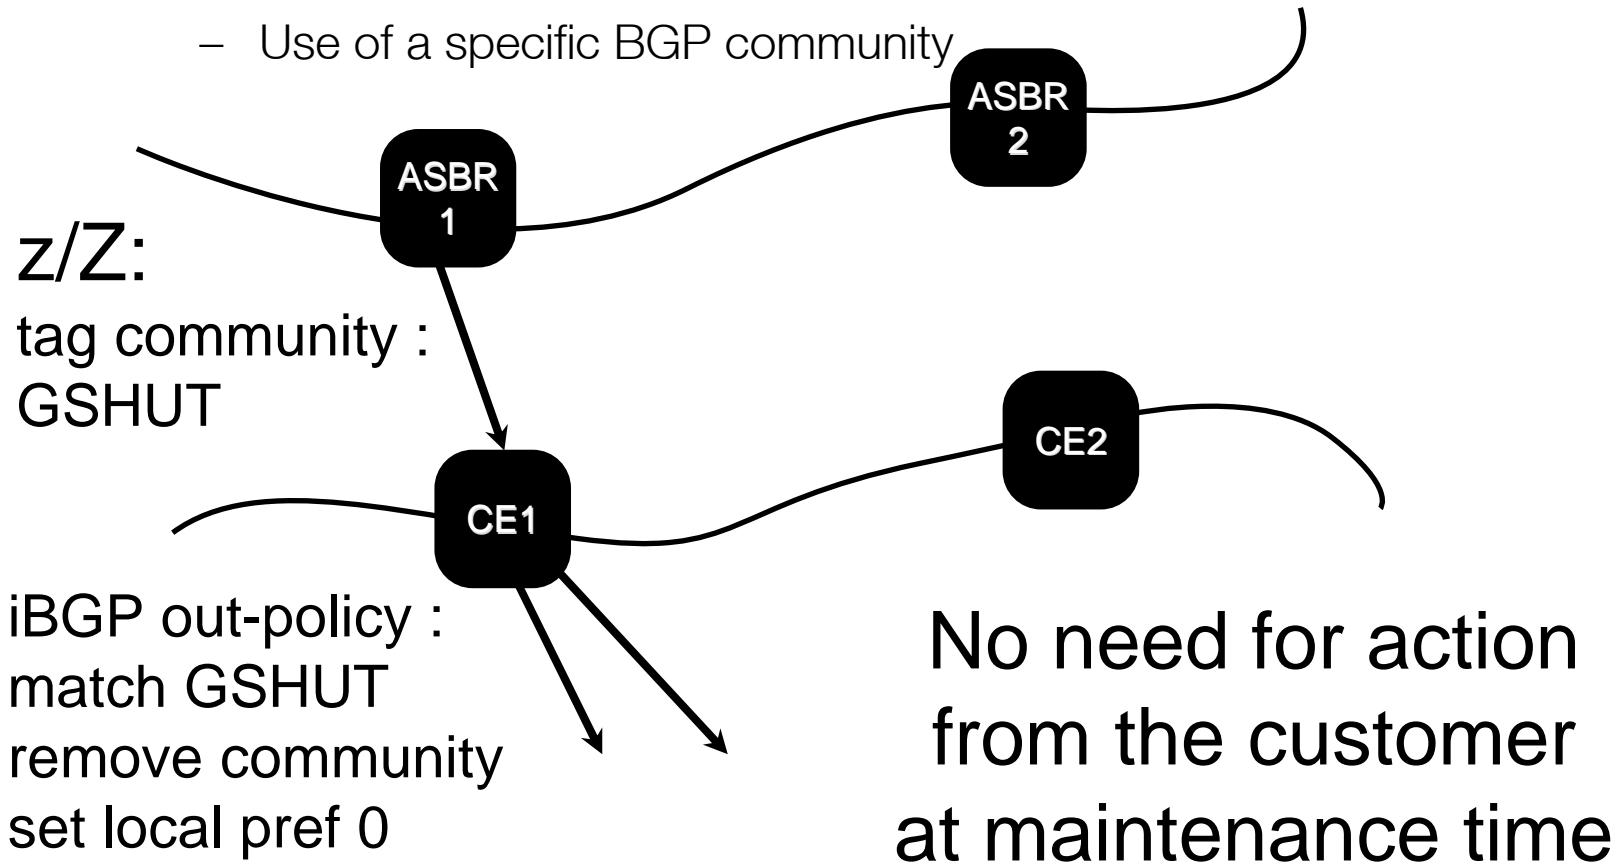 – Use of a specific BGP community
ASBR
2
ASBR
1
z/Z:
tag community :
GSHUT
CE2
CE1
iBGP out-policy :
match GSHUT
remove community
set local pref 0
No need for action
from the customer
at maintenance time